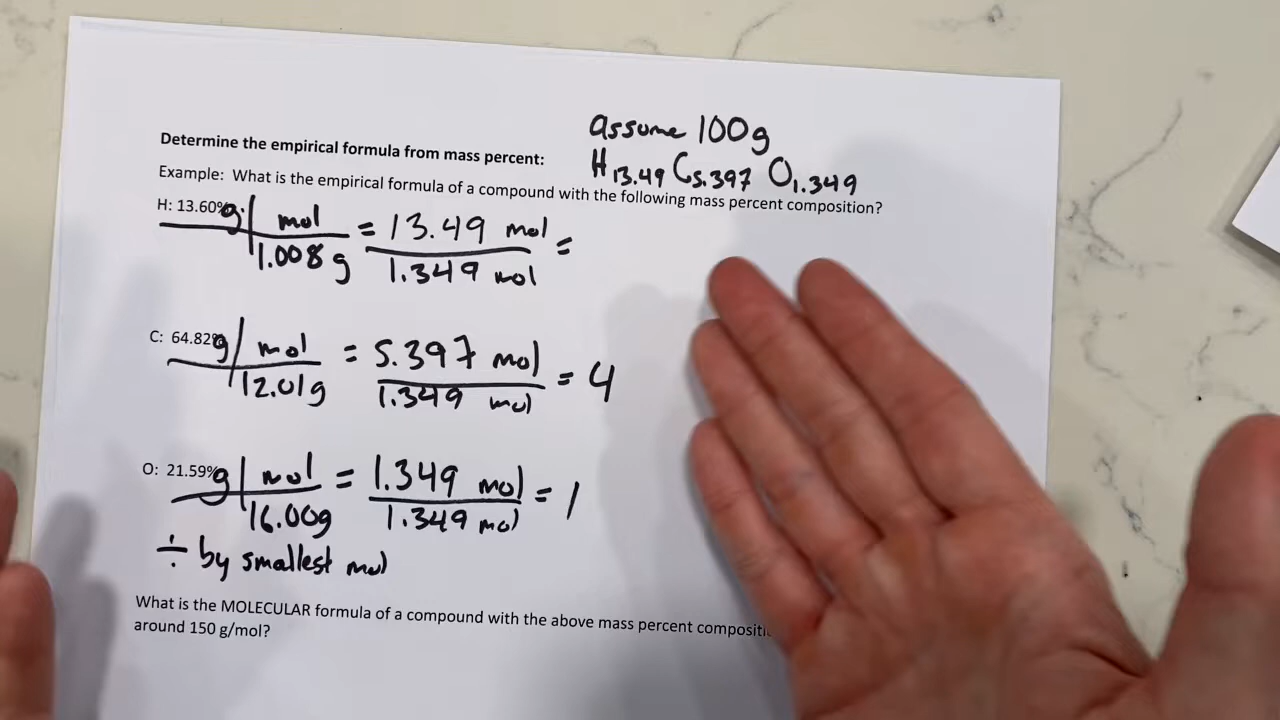 assume 100g
Determine the empirical formula from mass percent:
H13.49 C5.397 O1.349
Example: What is the empirical formula of a compound with the following mass percent composition?
H: 13.60% g | mol / 1.008 g = 13.49 mol / 1.349 mol =
C: 64.82% g | mol / 12.01g = 5.397 mol / 1.349 mol = 4
O: 21.59% g | mol / 16.00g = 1.349 mol / 1.349 mol = 1
÷ by smallest mol
What is the MOLECULAR formula of a compound with the above mass percent
around 150 g/mol?